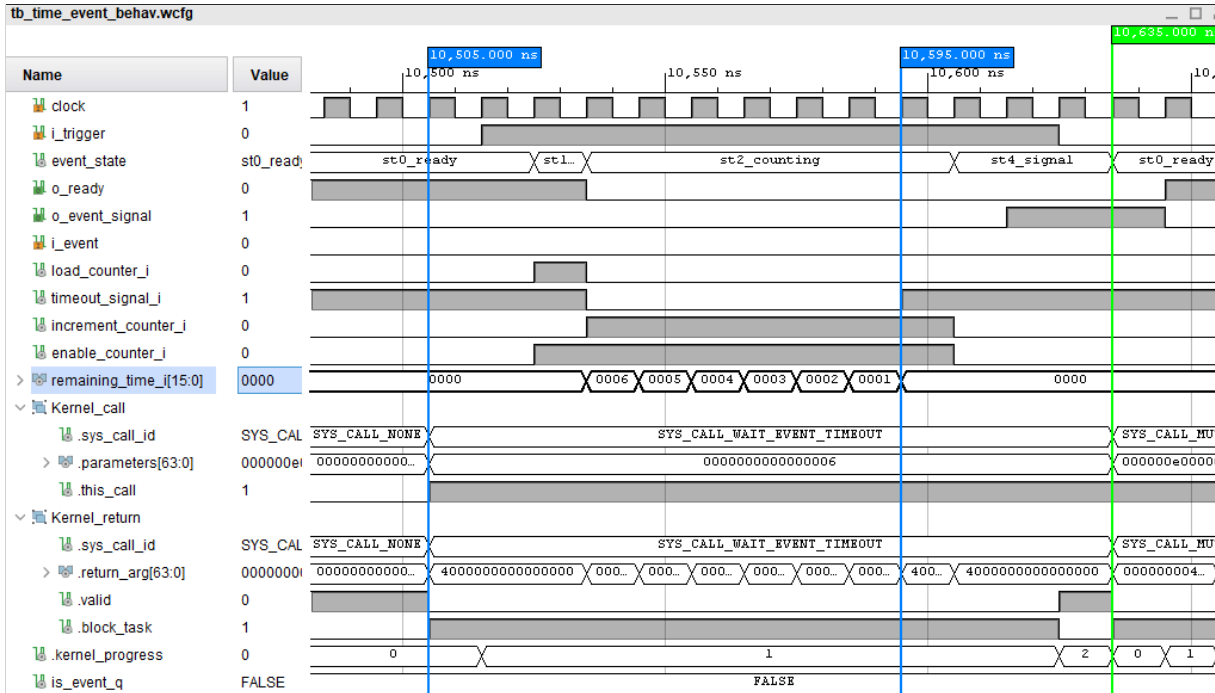 tb_time_event_behav.wcfg
10,635.000 n
10,505.000 ns 10,595.000 ns
Name Value 10,500 ns 10,550 ns 10,600 ns 10,
clock 1
i_trigger 0
event_state st0_ready st0_ready st1… st2_counting st4_signal st0_ready
o_ready 0
o_event_signal 1
i_event 0
load_counter_i 0
timeout_signal_i 1
increment_counter_i 0
enable_counter_i 0
remaining_time_i[15:0] 0000 0000 0006 0005 0004 0003 0002 0001 0000
Kernel_call
.sys_call_id SYS_CAL SYS_CALL_NONE SYS_CALL_WAIT_EVENT_TIMEOUT SYS_CALL_MU
.parameters[63:0] 000000e 00000000000… 0000000000000006 000000e0000
.this_call 1
Kernel_return
.sys_call_id SYS_CAL SYS_CALL_NONE SYS_CALL_WAIT_EVENT_TIMEOUT SYS_CALL_MU
.return_arg[63:0] 0000000 00000000000… 4000000000000000 000… 000… 000… 000… 000… 000… 400… 4000000000000000 000000004…
.valid 0
.block_task 1
.kernel_progress 0 0 1 2 0 1
is_event_q FALSE FALSE